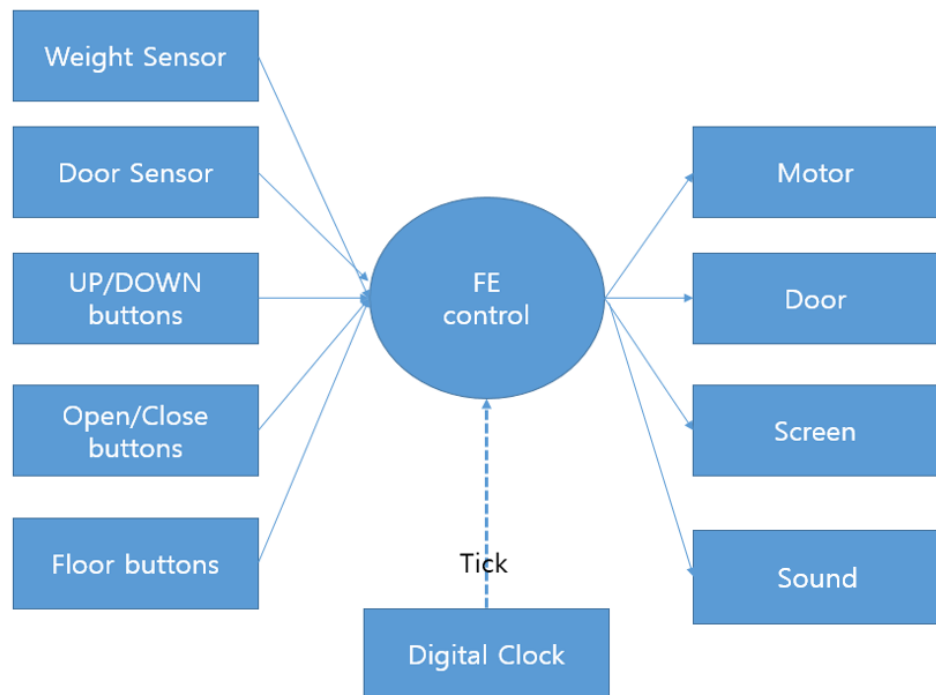 Weight Sensor
Door Sensor
UP/DOWN
buttons
Open/Close
buttons
Floor buttons
FE
control
Tick
Digital Clock
Motor
Door
Screen
Sound